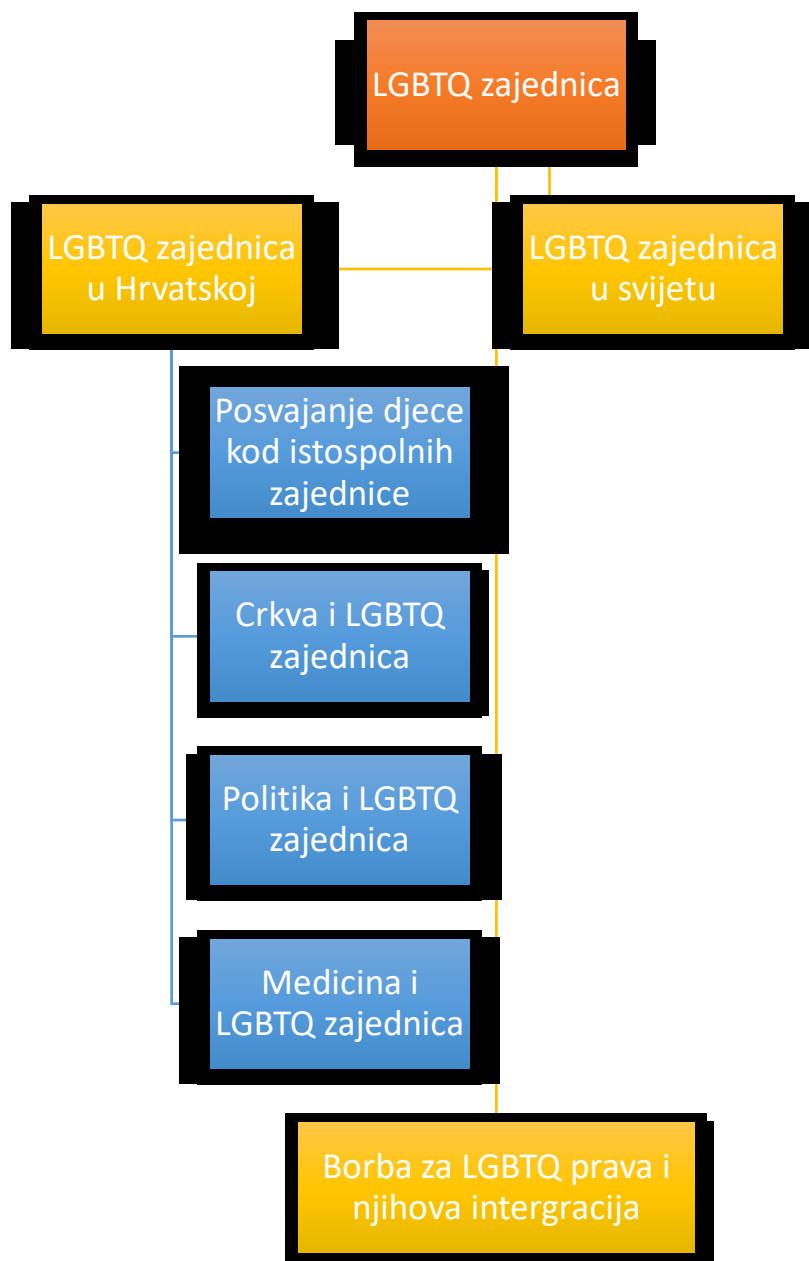 LGBTQ zajednica
LGBTQ zajednica
u Hrvatskoj
LGBTQ zajednica
u svijetu
Posvajanje djece
kod istospolnih
zajednice
Crkva i LGBTQ
zajednica
Politika i LGBTQ
zajednica
Medicina i
LGBTQ zajednica
Borba za LGBTQ prava i
njihova intergracija